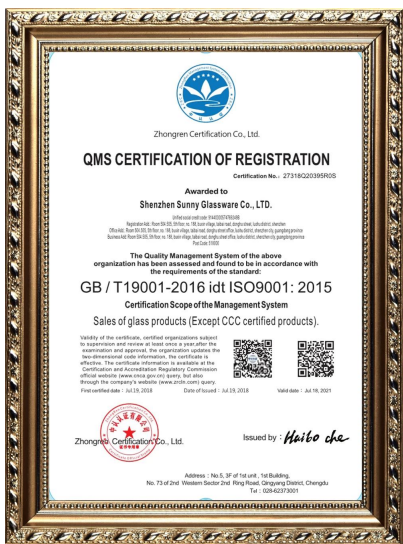 Zhongren Certification Co., Ltd.
QMS CERTIFICATION OF REGISTRATION
Certification No.: 27318Q20395R0S
Awarded to
Shenzhen Sunny Glassware Co., LTD.
The Quality Management System of the above
organization has been assessed and found to be in accordance with
the requirements of the standard:
GB / T19001-2016 idt ISO9001: 2015
Certification Scope of the Management System
Sales of glass products (Except CCC certified products).
Validity of the certificate, certified organizations subject
to supervision and review at least once a year.after the
examination and approval, the organization updates the
two-dimensional code information, the certificate is
effective. The certificate information is available at the
Certification and Accreditation Regulatory Commission
official website (www.cnca.gov.cn) query, but also
through the company's website (www.zrctn.com) query.
First certified date : Jul.19, 2018 Date of Issued : Jul.19, 2018 Valid date : Jul.18, 2021
Zhongren Certification Co., Ltd.
Issued by : Haibo che
Address : No.5, 3F of 1st unit , 1st Building,
No. 73 of 2nd Western Sector 2nd Ring Road, Qingyang District, Chengdu
Tel : 028-62373001